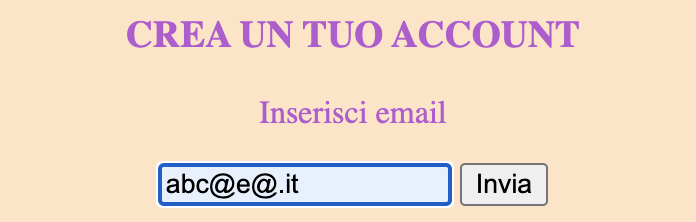 CREA UN TUO ACCOUNT
Inserisci email
abc@e@.it Invia